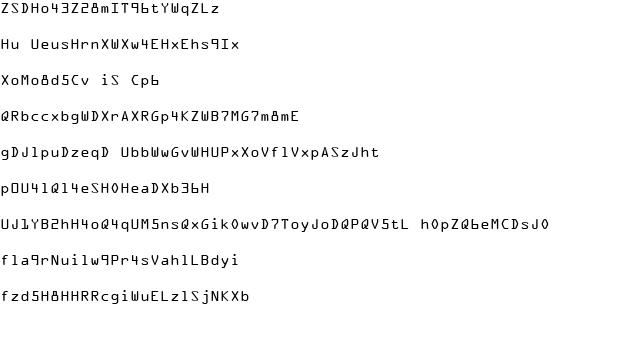 ZSDHo43Z28mIT96tYWqZLz
Hu UeusHrnXWXw4EHxEhs9Ix
XoMo8d5Cv iS Cp6
QRbccxbgWDXrAXRGp4KZWB7MG7m8mE
gDJlpuDzeqD UbbWwGvWHUPxXoVflVxpASzJht
pOU4lQl4eSH0HeaDXb36H
UJ1YB2hH4oQ4qUM5nsQxGik0wvD7ToyJoDQPQV5tL h0pZQ6eMCDsJ0
fla9rNuilw9Pr4sVahlLBdyi
fzd5H8HHRRcgiWuELzlSjNKXb